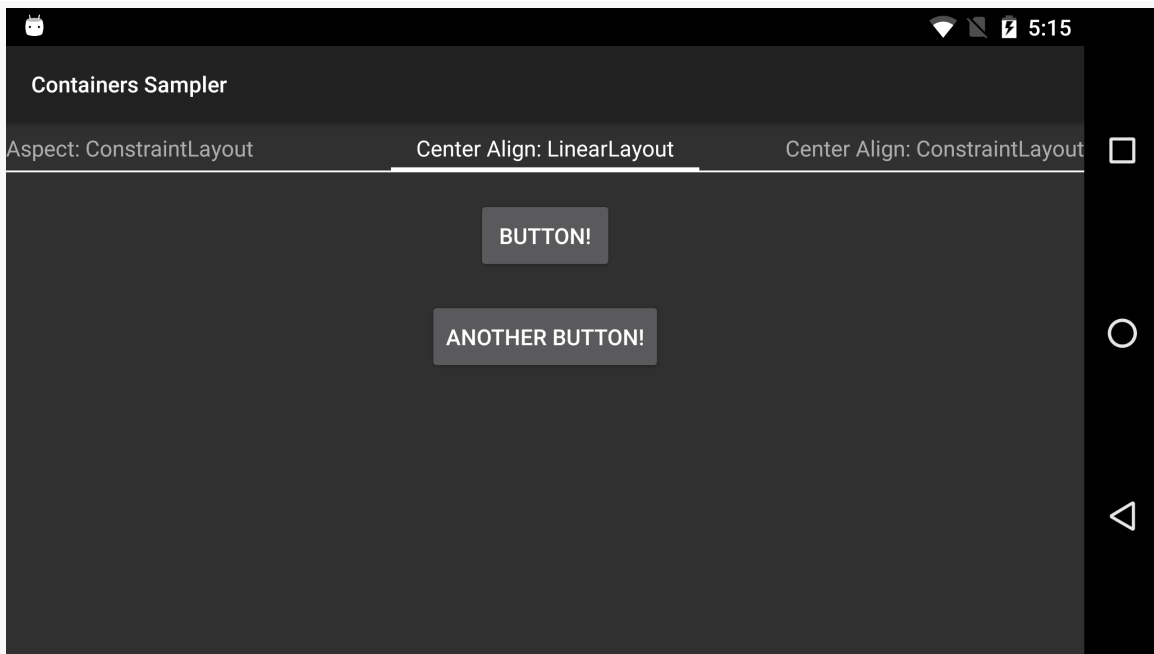 5:15
Containers Sampler
Aspect: ConstraintLayout
Center Align: LinearLayout
Center Align: ConstraintLayout
BUTTON!
ANOTHER BUTTON!